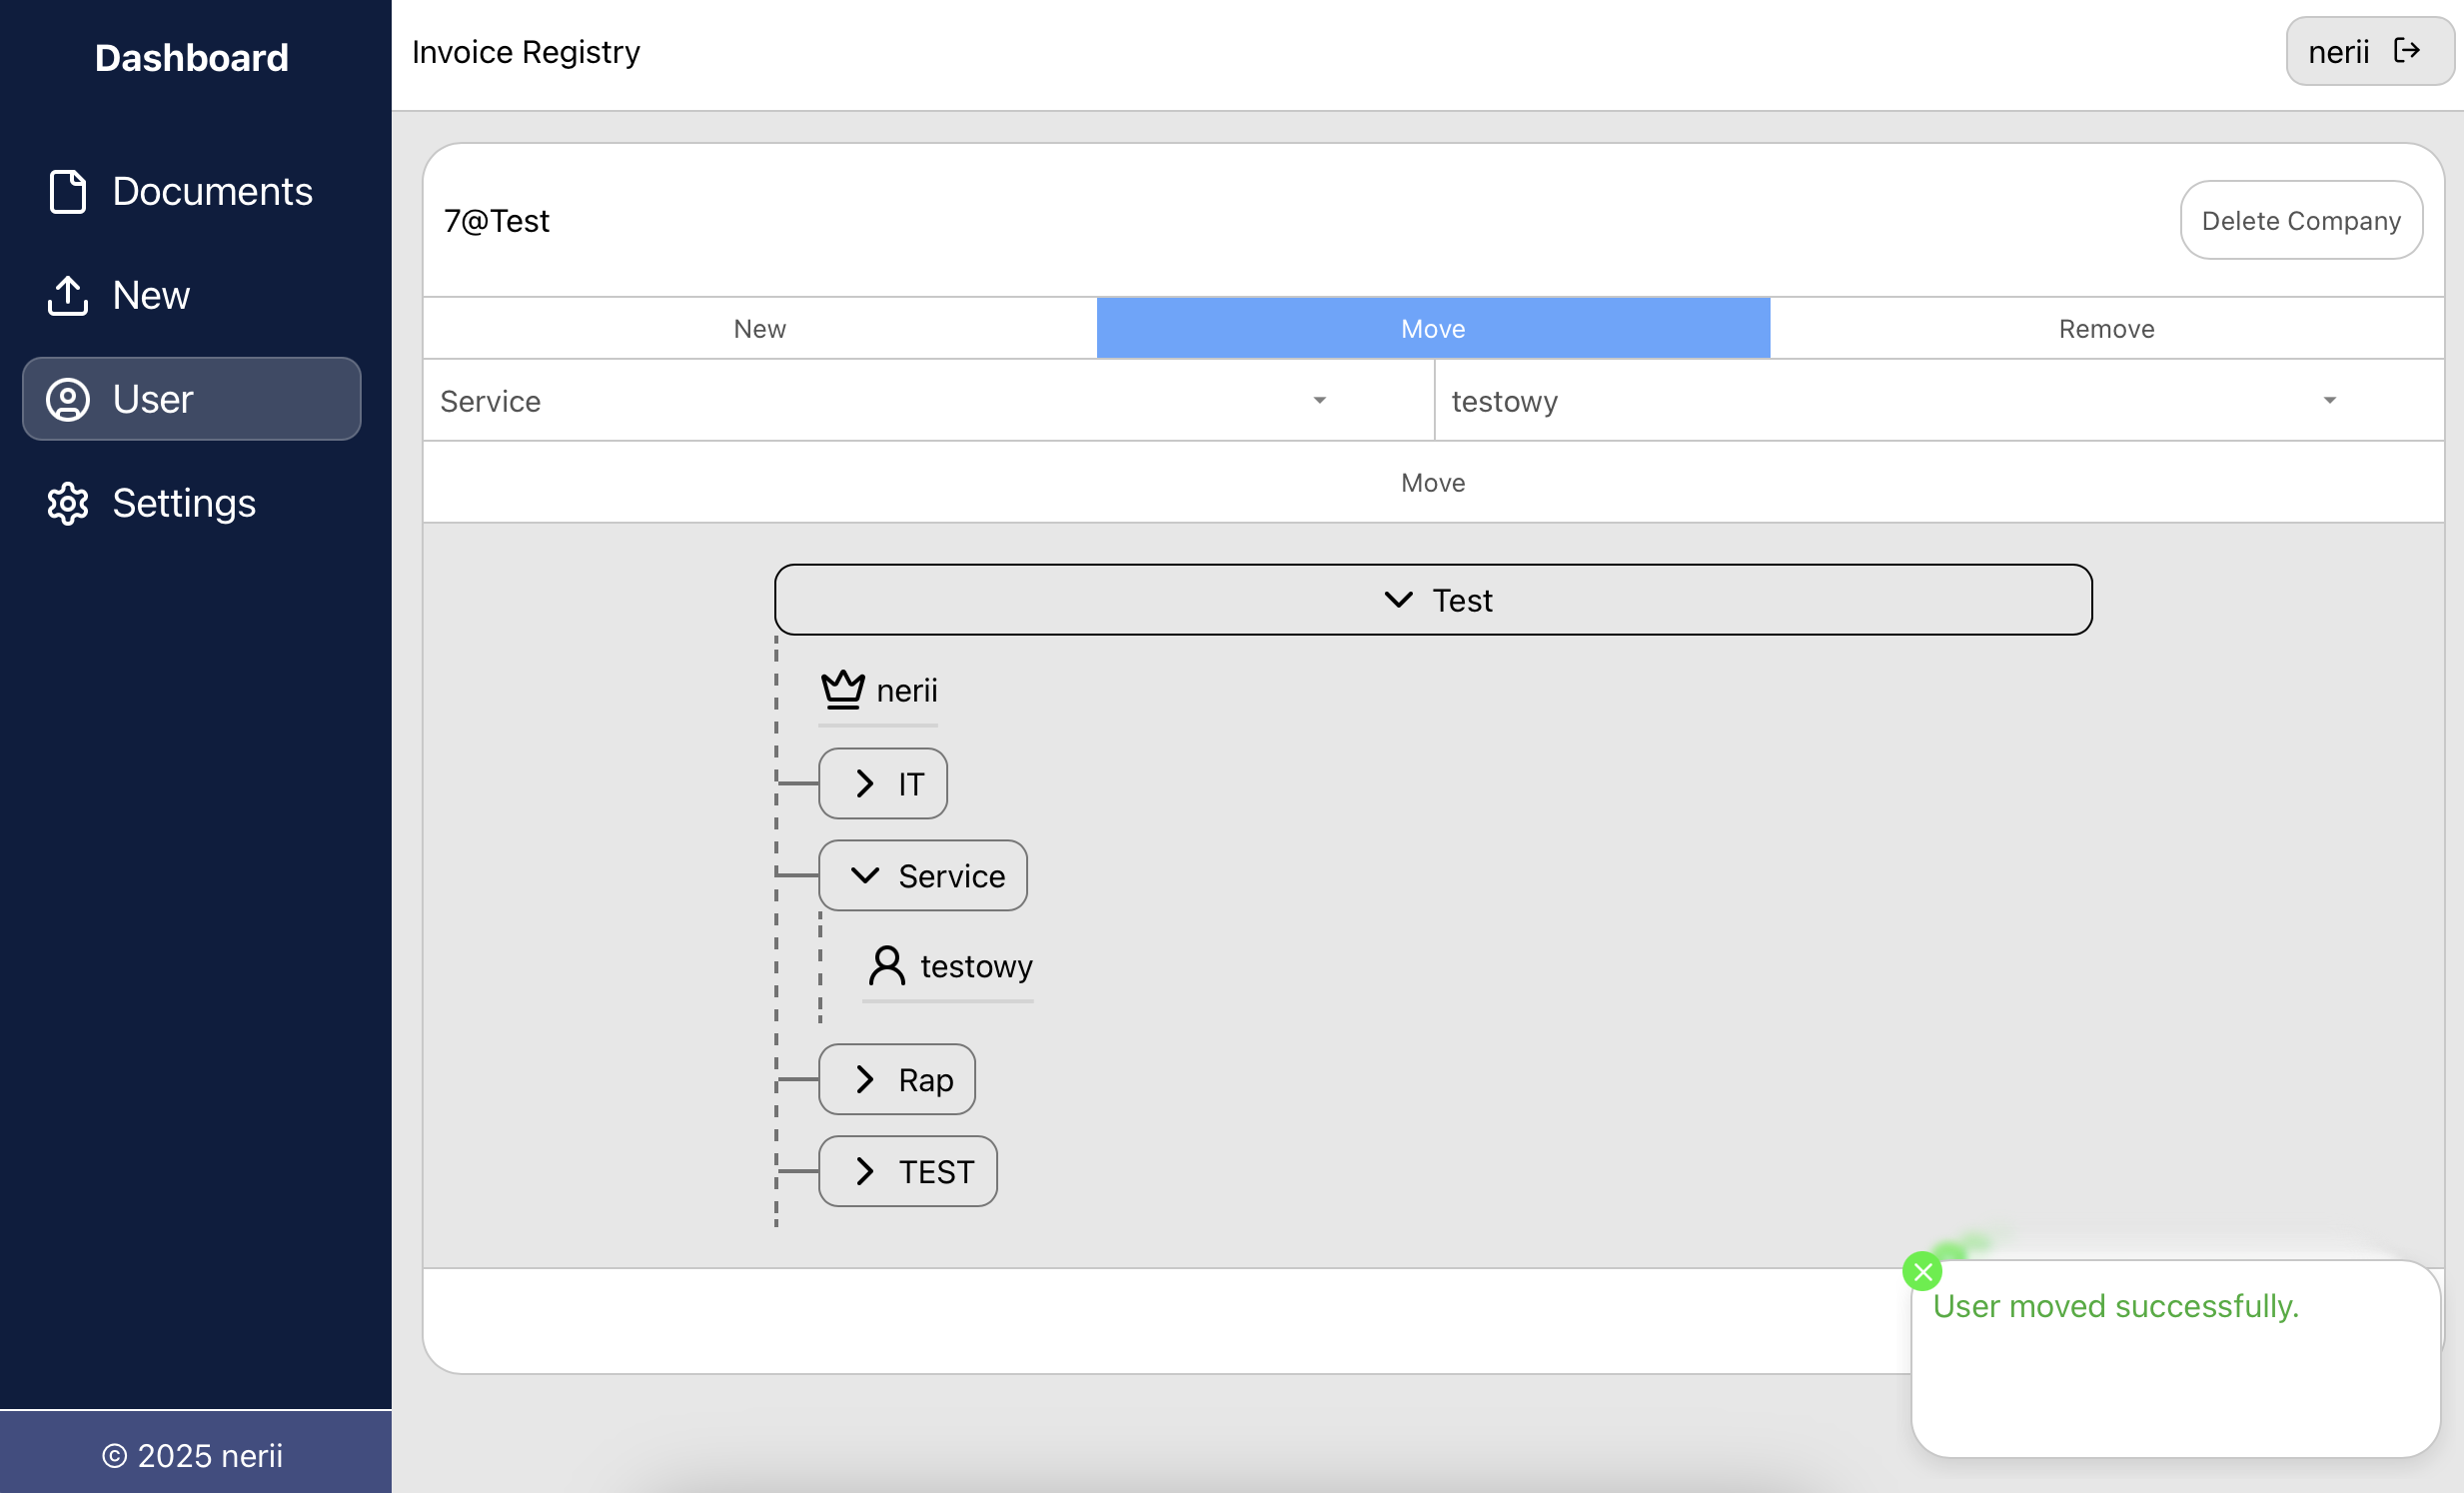 Dashboard
Documents
New
User
Settings
© 2025 nerii
Invoice Registry
nerii
7@Test
Delete Company
New
Move
Remove
Service
testowy
Move
Test
nerii
IT
Service
testowy
Rap
TEST
User moved successfully.